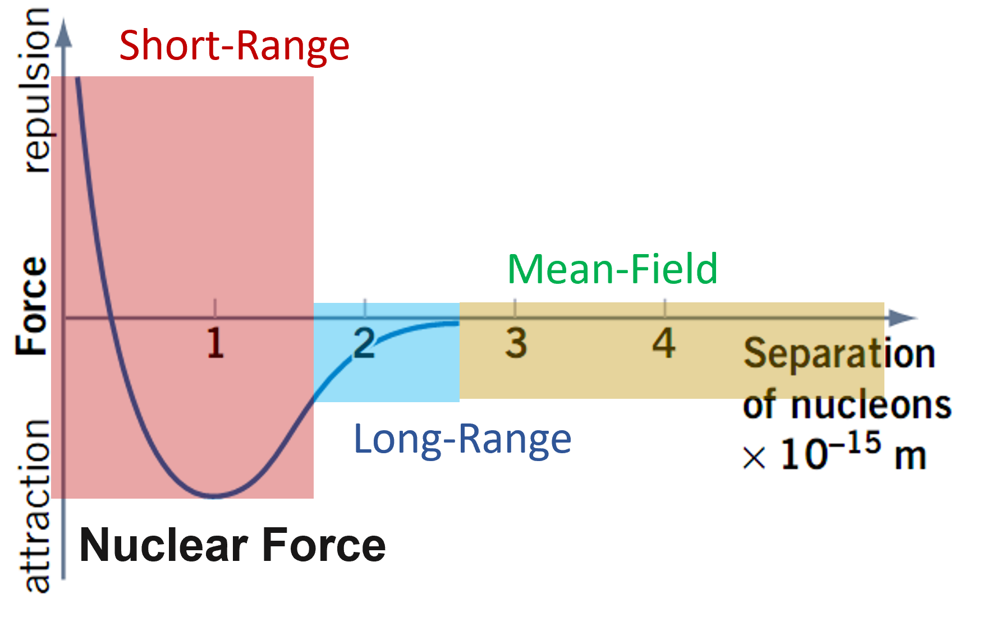 repulsion
Short-Range
Force
Mean-Field
1
2
3
4
Separation
of nucleons
× 10⁻¹⁵ m
Long-Range
attraction
Nuclear Force